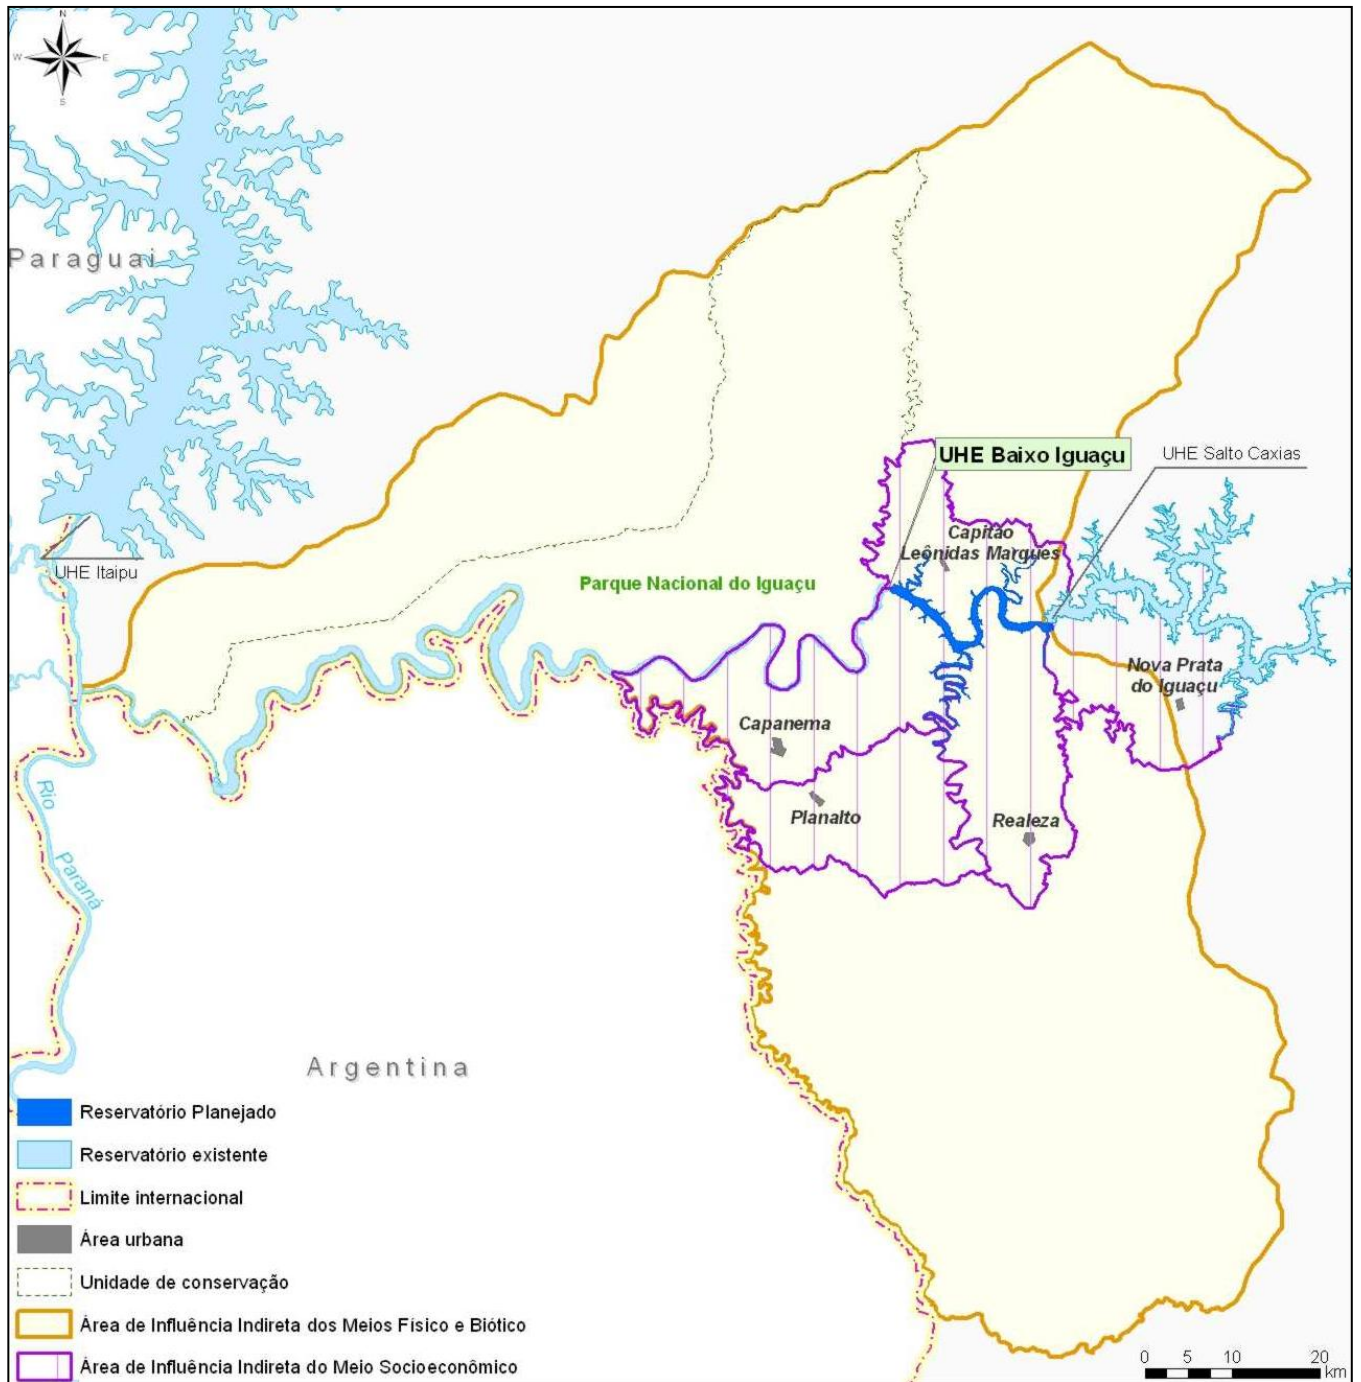 N
W
E
S
Paraguai
UHE Baixo Iguaçu
UHE Salto Caxias
Capitão
Leônidas Marques
UHE Itaipu
Parque Nacional do Iguaçu
Nova Prata
do Iguaçu
Capanema
Planalto
Realeza
Rio
Paraná
Argentina
Reservatório Planejado
Reservatório existente
Limite internacional
Área urbana
Unidade de conservação
Área de Influência Indireta dos Meios Físico e Biótico
Área de Influência Indireta do Meio Socioeconômico
0 5 10 20
km